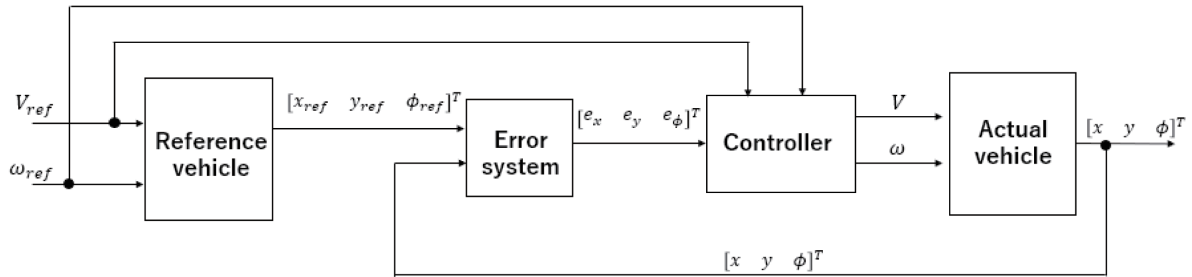 V_ref
ω_ref
Reference
vehicle
[x_ref y_ref ϕ_ref]^T
Error
system
[e_x e_y e_ϕ]^T
Controller
V
ω
Actual
vehicle
[x y ϕ]^T
[x y ϕ]^T